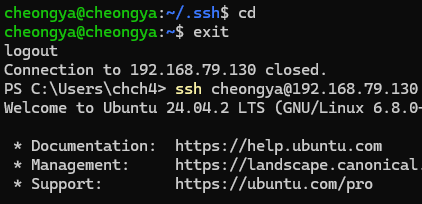 cheongya@cheongya:~/.ssh$ cd
cheongya@cheongya:~$ exit
logout
Connection to 192.168.79.130 closed.
PS C:\Users\chch4> ssh cheongya@192.168.79.130
Welcome to Ubuntu 24.04.2 LTS (GNU/Linux 6.8.0-
* Documentation:  https://help.ubuntu.com
* Management:     https://landscape.canonical.
* Support:        https://ubuntu.com/pro